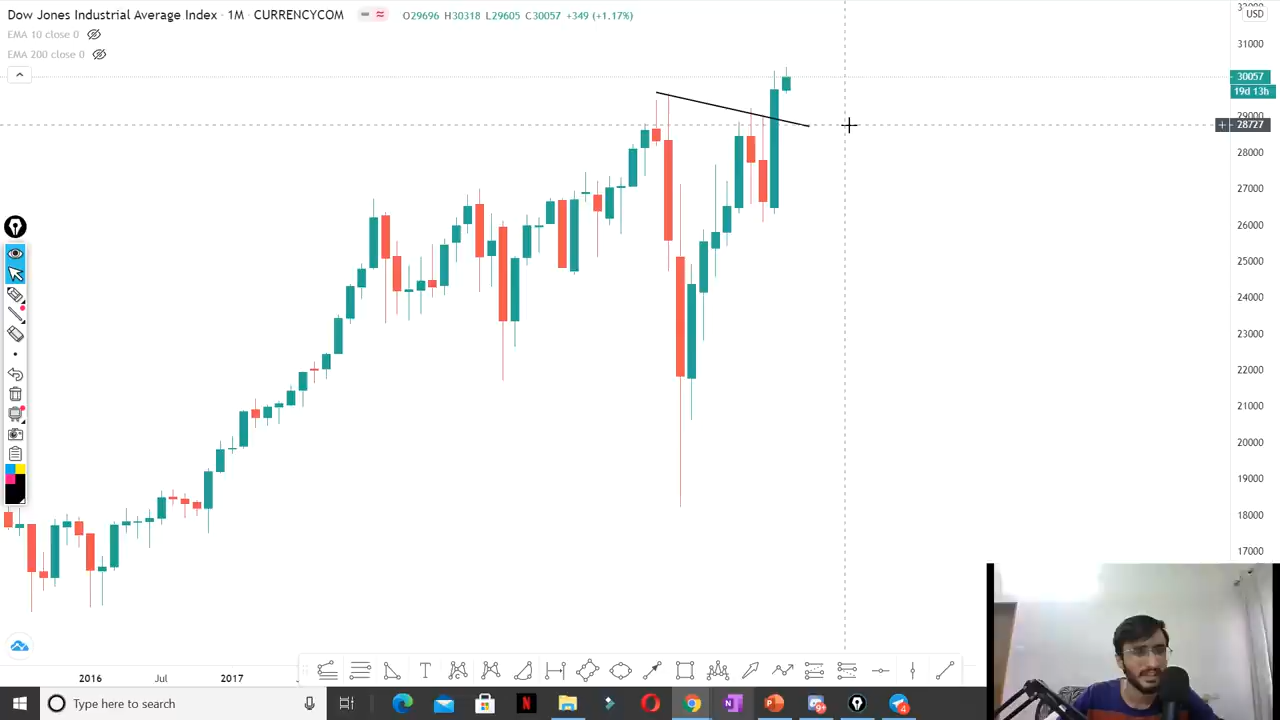 Dow Jones Industrial Average Index · 1M · CURRENCYCOM O29696 H30318 L29605 C30057 +349 (+1.17%)
EMA 10 close 0
EMA 200 close 0
USD
31000
30057
19d 13h
29000
28727
28000
27000
26000
25000
24000
23000
22000
21000
20000
19000
18000
17000
2016 Jul 2017
Type here to search